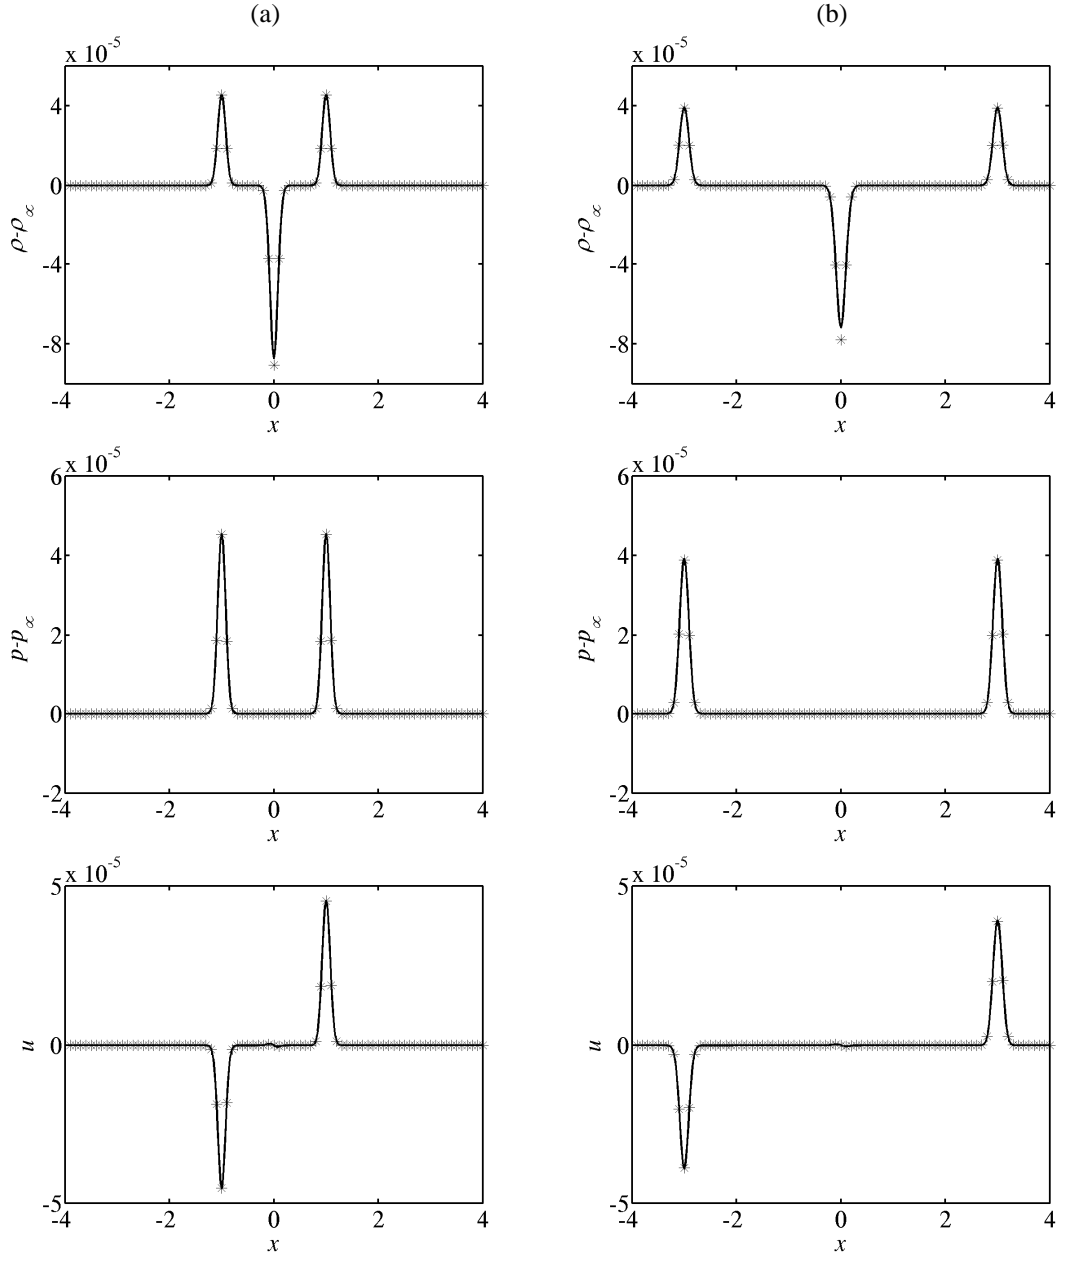 (a) (b)
x 10-5 x 10-5
4 4
0 0
ρ-ρ∞ ρ-ρ∞
-4 -4
-8 -8
-4 -2 0 2 4 -4 -2 0 2 4
x x
6 x 10-5 6 x 10-5
4 4
2 2
p-p∞ p-p∞
0 0
-2 -2
-4 -2 0 2 4 -4 -2 0 2 4
x x
5 x 10-5 5 x 10-5
u 0 u 0
-5 -5
-4 -2 0 2 4 -4 -2 0 2 4
x x